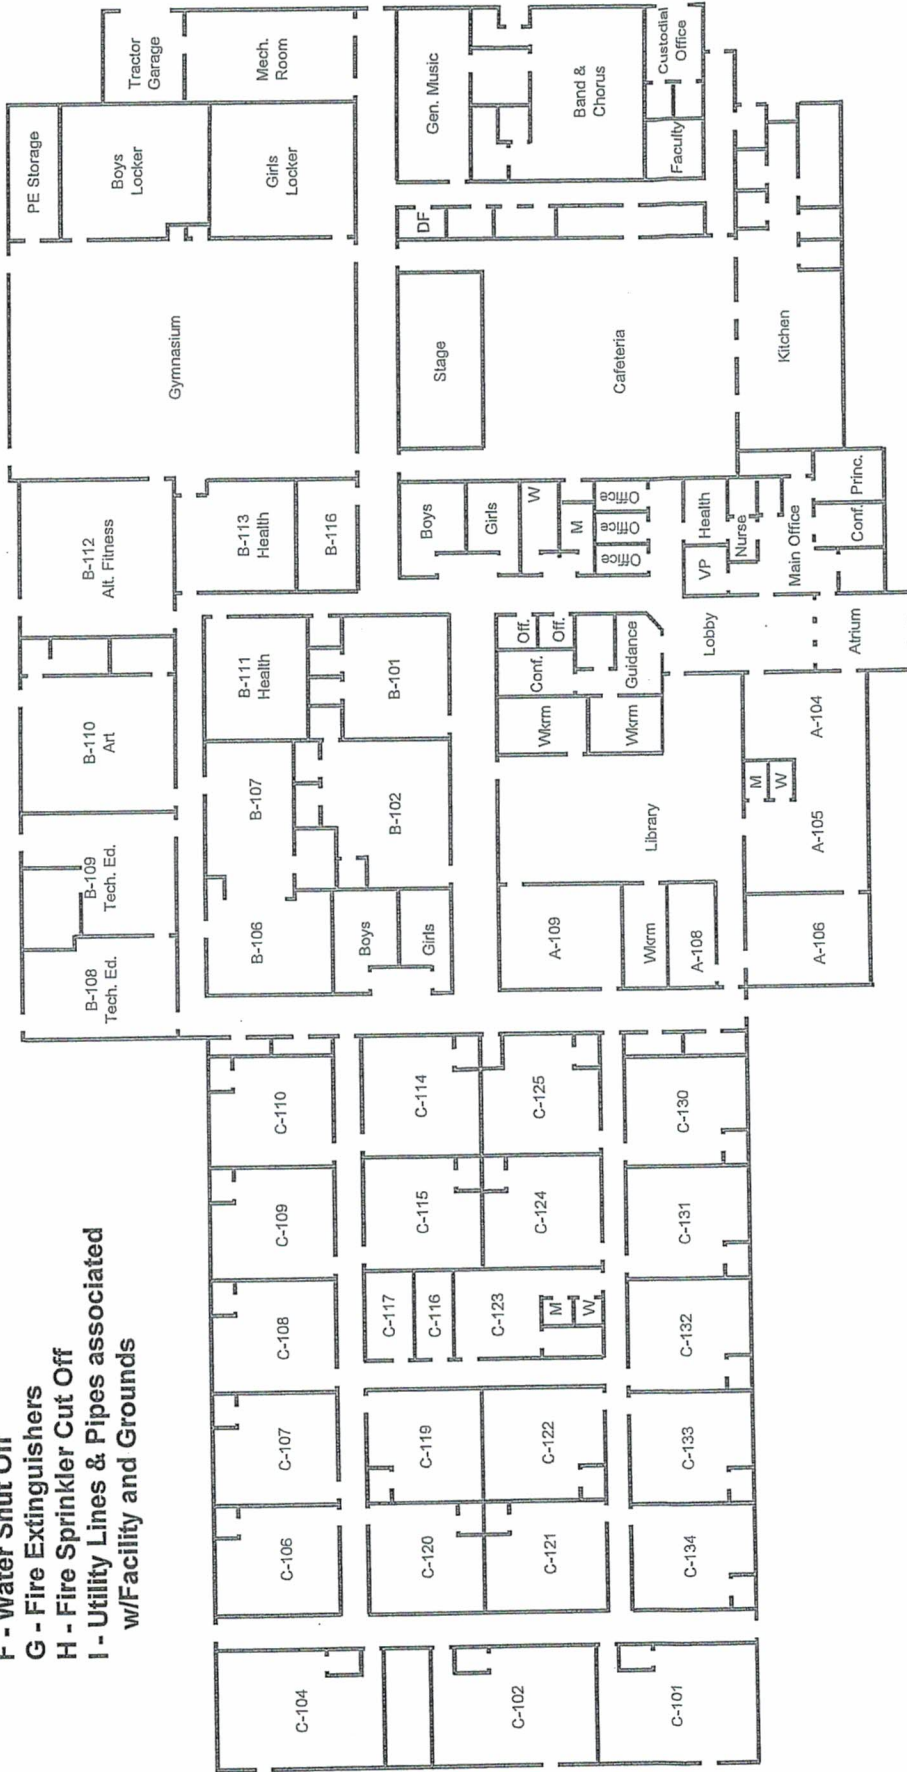 F - Water Shut Off
G - Fire Extinguishers
H - Fire Sprinkler Cut Off
I - Utility Lines & Pipes associated
w/Facility and Grounds
B-108
Tech. Ed.
B-109
Tech. Ed.
B-110
Art
B-112
Alt. Fitness
PE Storage
Boys
Locker
Girls
Locker
Tractor
Garage
Mech.
Room
Gymnasium
B-106
B-107
B-111
Health
B-113
Health
B-116
B-102
B-101
Boys
Girls
C-104
C-102
C-101
C-106
C-107
C-108
C-109
C-110
C-120
C-119
C-117
C-116
C-115
C-114
C-121
C-122
C-123
M
W
C-124
C-125
C-134
C-133
C-132
C-131
C-130
A-109
Wkrm
A-108
Library
Wkrm
Wkrm
Conf.
Off.
Off.
Guidance
Boys
Girls
W
M
Office
Office
Office
Stage
Cafeteria
DF
Gen. Music
Band &
Chorus
Faculty
Custodial
Office
Kitchen
Lobby
VP
Health
Nurse
Main Office
Conf.
Princ.
Atrium
A-106
A-105
M
W
A-104